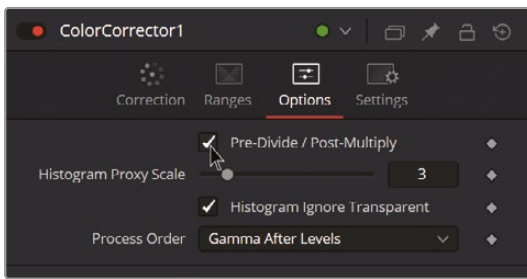 ColorCorrector1
Correction Ranges Options Settings
Pre-Divide / Post-Multiply
Histogram Proxy Scale 3
Histogram Ignore Transparent
Process Order Gamma After Levels